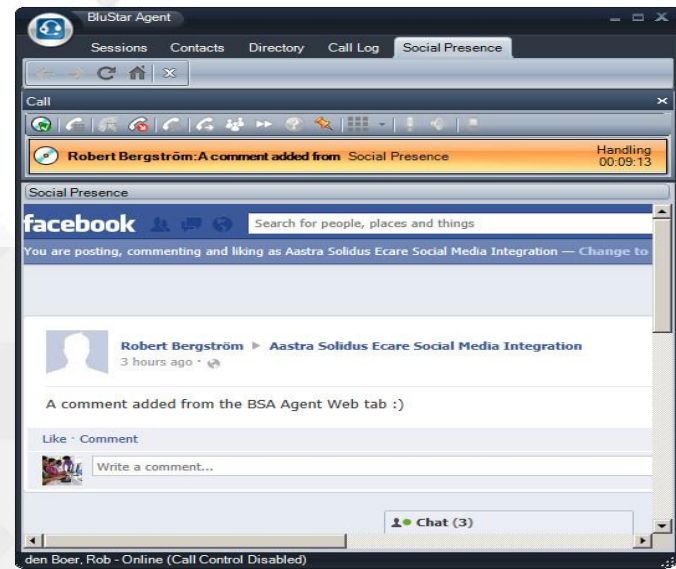 BluStar Agent
Sessions Contacts Directory Call Log Social Presence
Call
Robert Bergström:A comment added from Social Presence
Handling
00:09:13
Social Presence
facebook Search for people, places and things
You are posting, commenting and liking as Aastra Solidus Ecare Social Media Integration — Change to
Robert Bergström ▶ Aastra Solidus Ecare Social Media Integration
3 hours ago ·
A comment added from the BSA Agent Web tab :)
Like · Comment
Write a comment...
Chat (3)
den Boer, Rob - Online (Call Control Disabled)